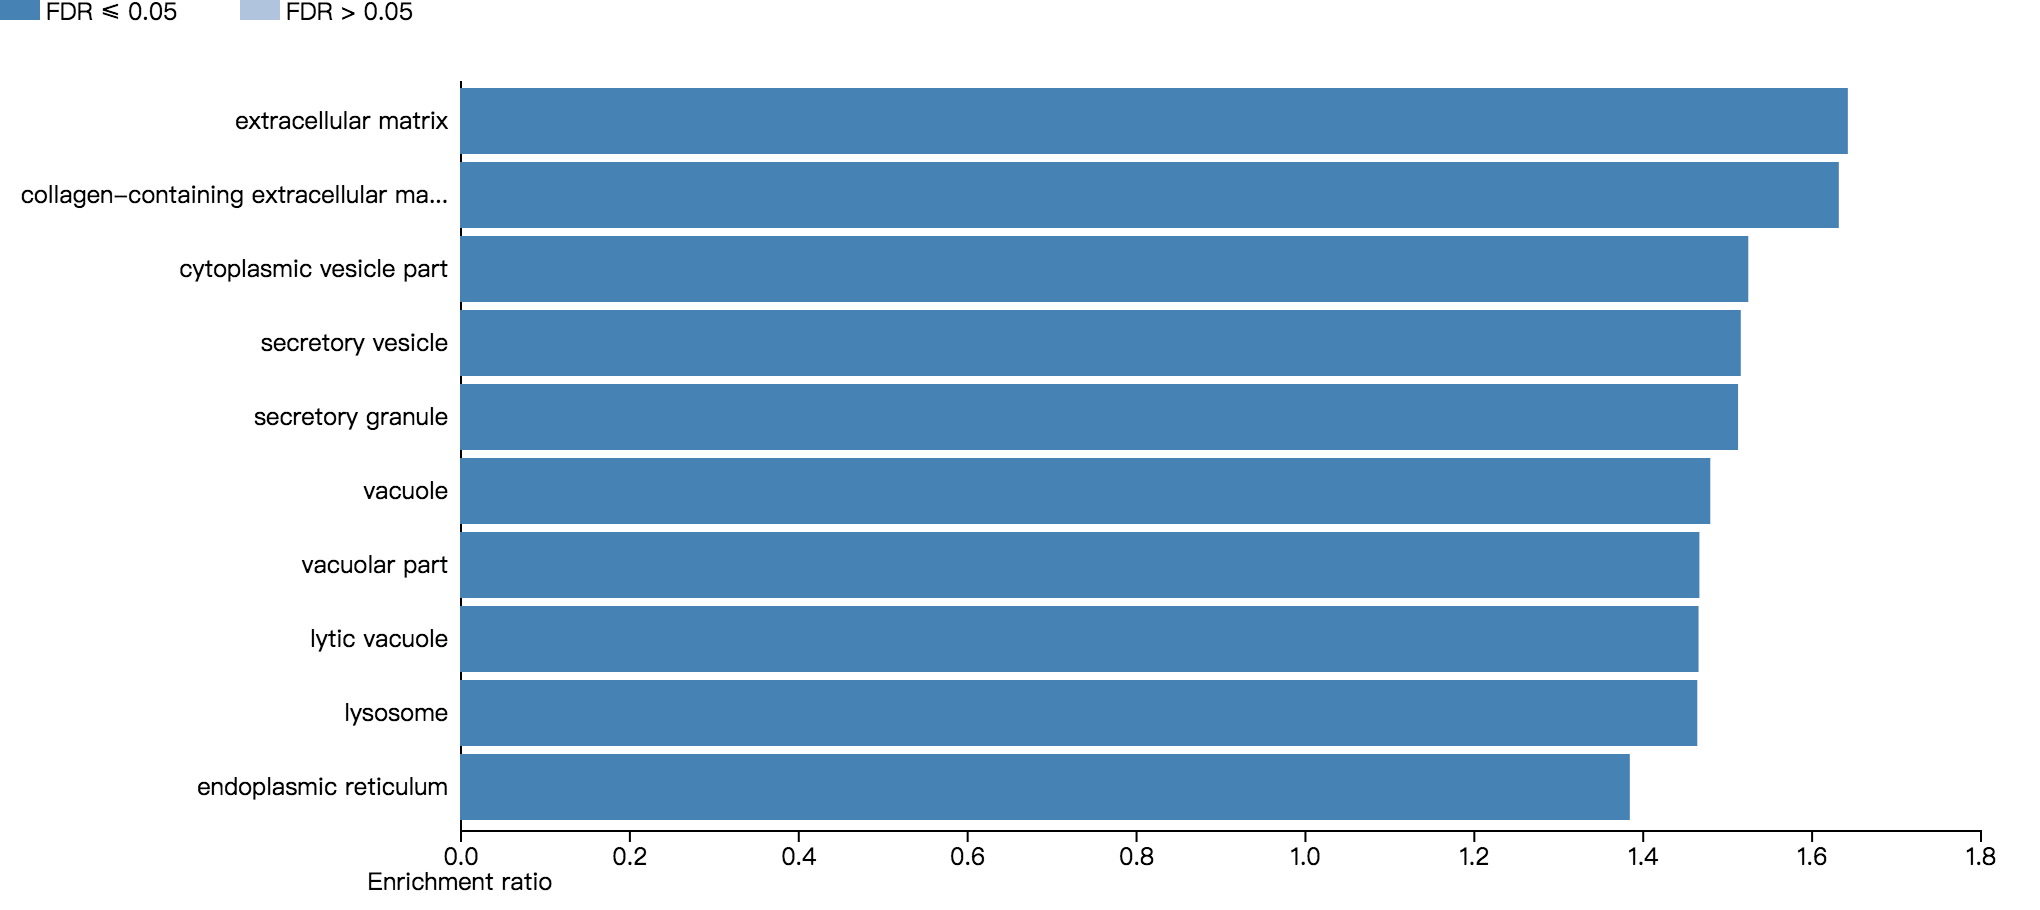 FDR ⩽ 0.05 FDR > 0.05
extracellular matrix
collagen–containing extracellular ma...
cytoplasmic vesicle part
secretory vesicle
secretory granule
vacuole
vacuolar part
lytic vacuole
lysosome
endoplasmic reticulum
0.0 0.2 0.4 0.6 0.8 1.0 1.2 1.4 1.6 1.8
Enrichment ratio